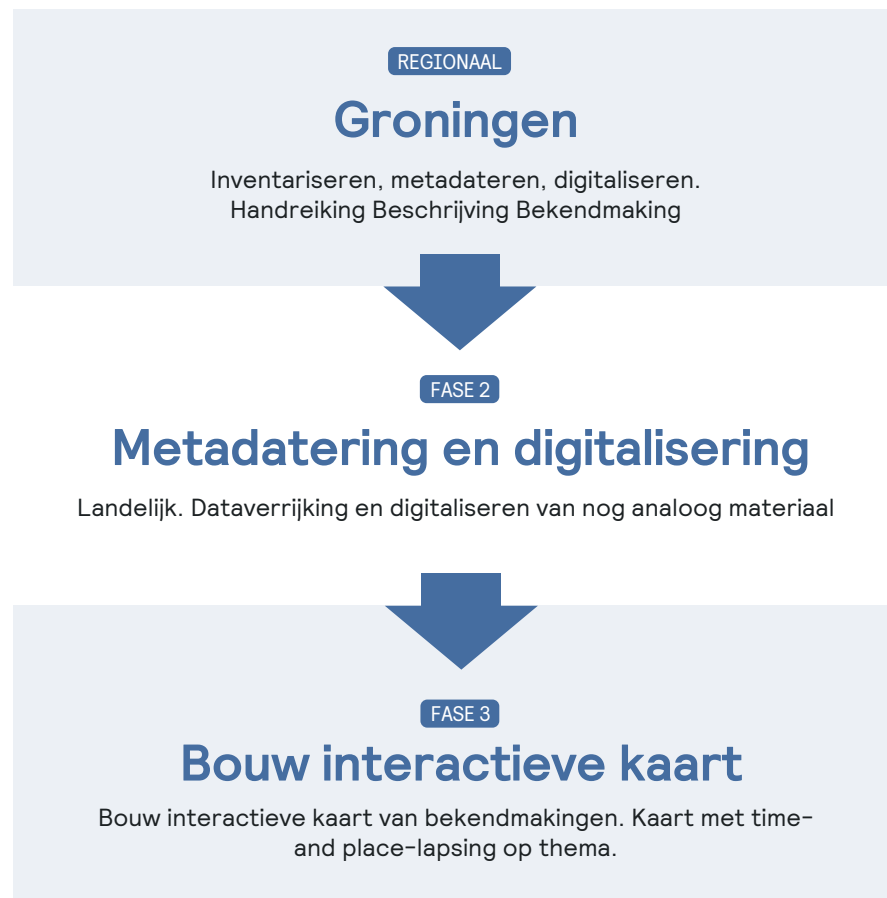 REGIONAAL
Groningen
Inventariseren, metadateren, digitaliseren.
Handreiking Beschrijving Bekendmaking
FASE 2
Metadatering en digitalisering
Landelijk. Dataverrijking en digitaliseren van nog analoog materiaal
FASE 3
Bouw interactieve kaart
Bouw interactieve kaart van bekendmakingen. Kaart met time-
and place-lapsing op thema.